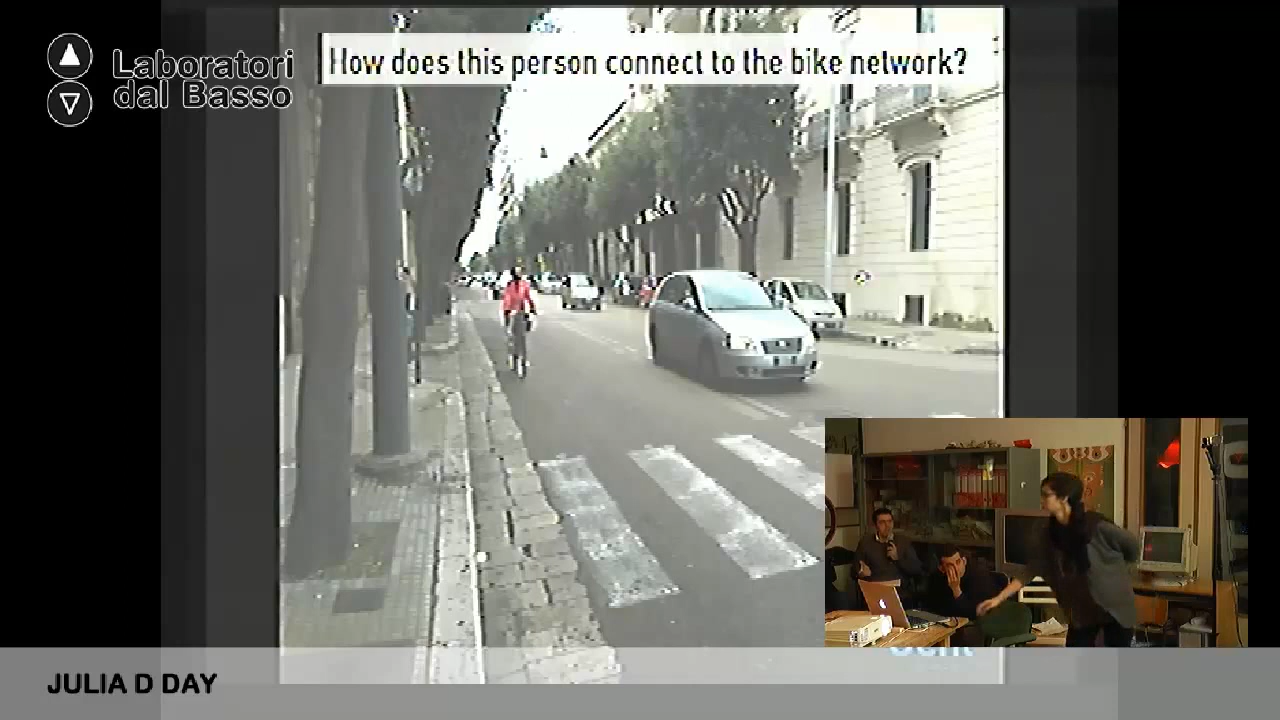 How does this person connect to the bike network?
Laboratori
dal Basso
JULIA D DAY